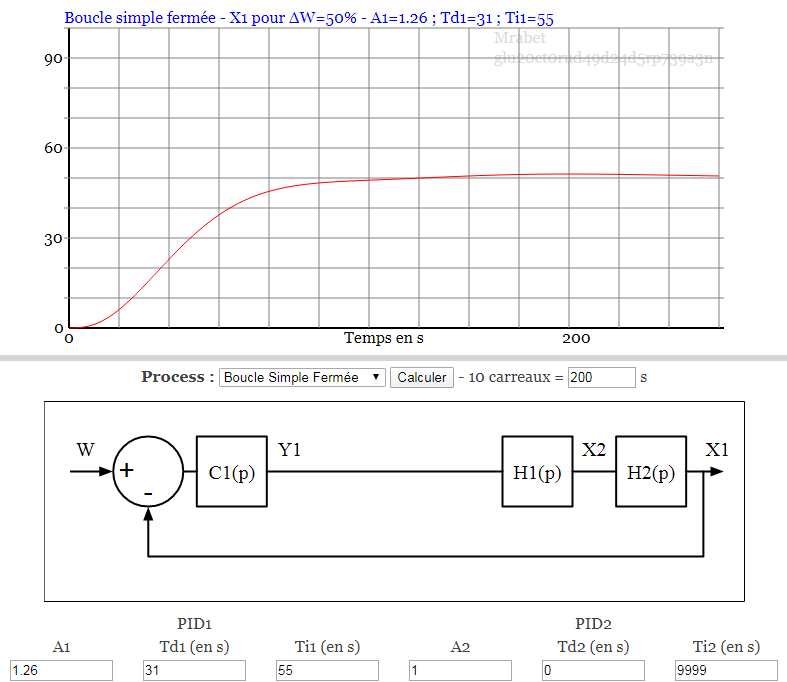 Boucle simple fermée - X1 pour ΔW=50% - A1=1.26 ; Td1=31 ; Ti1=55
Mrabet
90
60
30
0
0 Temps en s 200
Process : Boucle Simple Fermée ▼ Calculer - 10 carreaux = 200 s
W + - C1(p) Y1 H1(p) X2 H2(p) X1
PID1 PID2
A1 Td1 (en s) Ti1 (en s) A2 Td2 (en s) Ti2 (en s)
1.26 31 55 1 0 9999